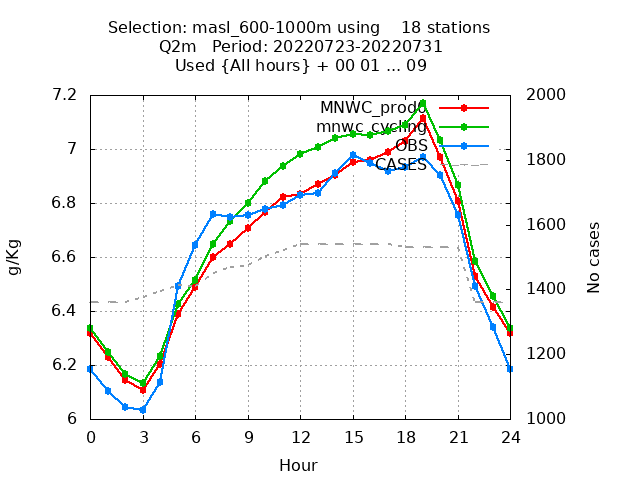 Selection: masl_600-1000m using    18 stations
Q2m   Period: 20220723-20220731
Used {All hours} + 00 01 ... 09
MNWC_prod0
mnwc_cycling
OBS
CASES
7.2
7
6.8
6.6
6.4
6.2
6
2000
1800
1600
1400
1200
1000
g/Kg
No cases
0 3 6 9 12 15 18 21 24
Hour